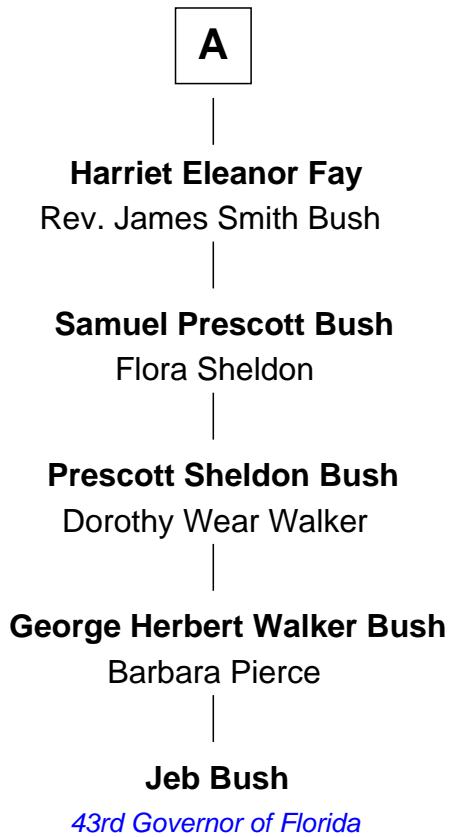 A
Harriet Eleanor Fay
Rev. James Smith Bush
Samuel Prescott Bush
Flora Sheldon
Prescott Sheldon Bush
Dorothy Wear Walker
George Herbert Walker Bush
Barbara Pierce
Jeb Bush
43rd Governor of Florida